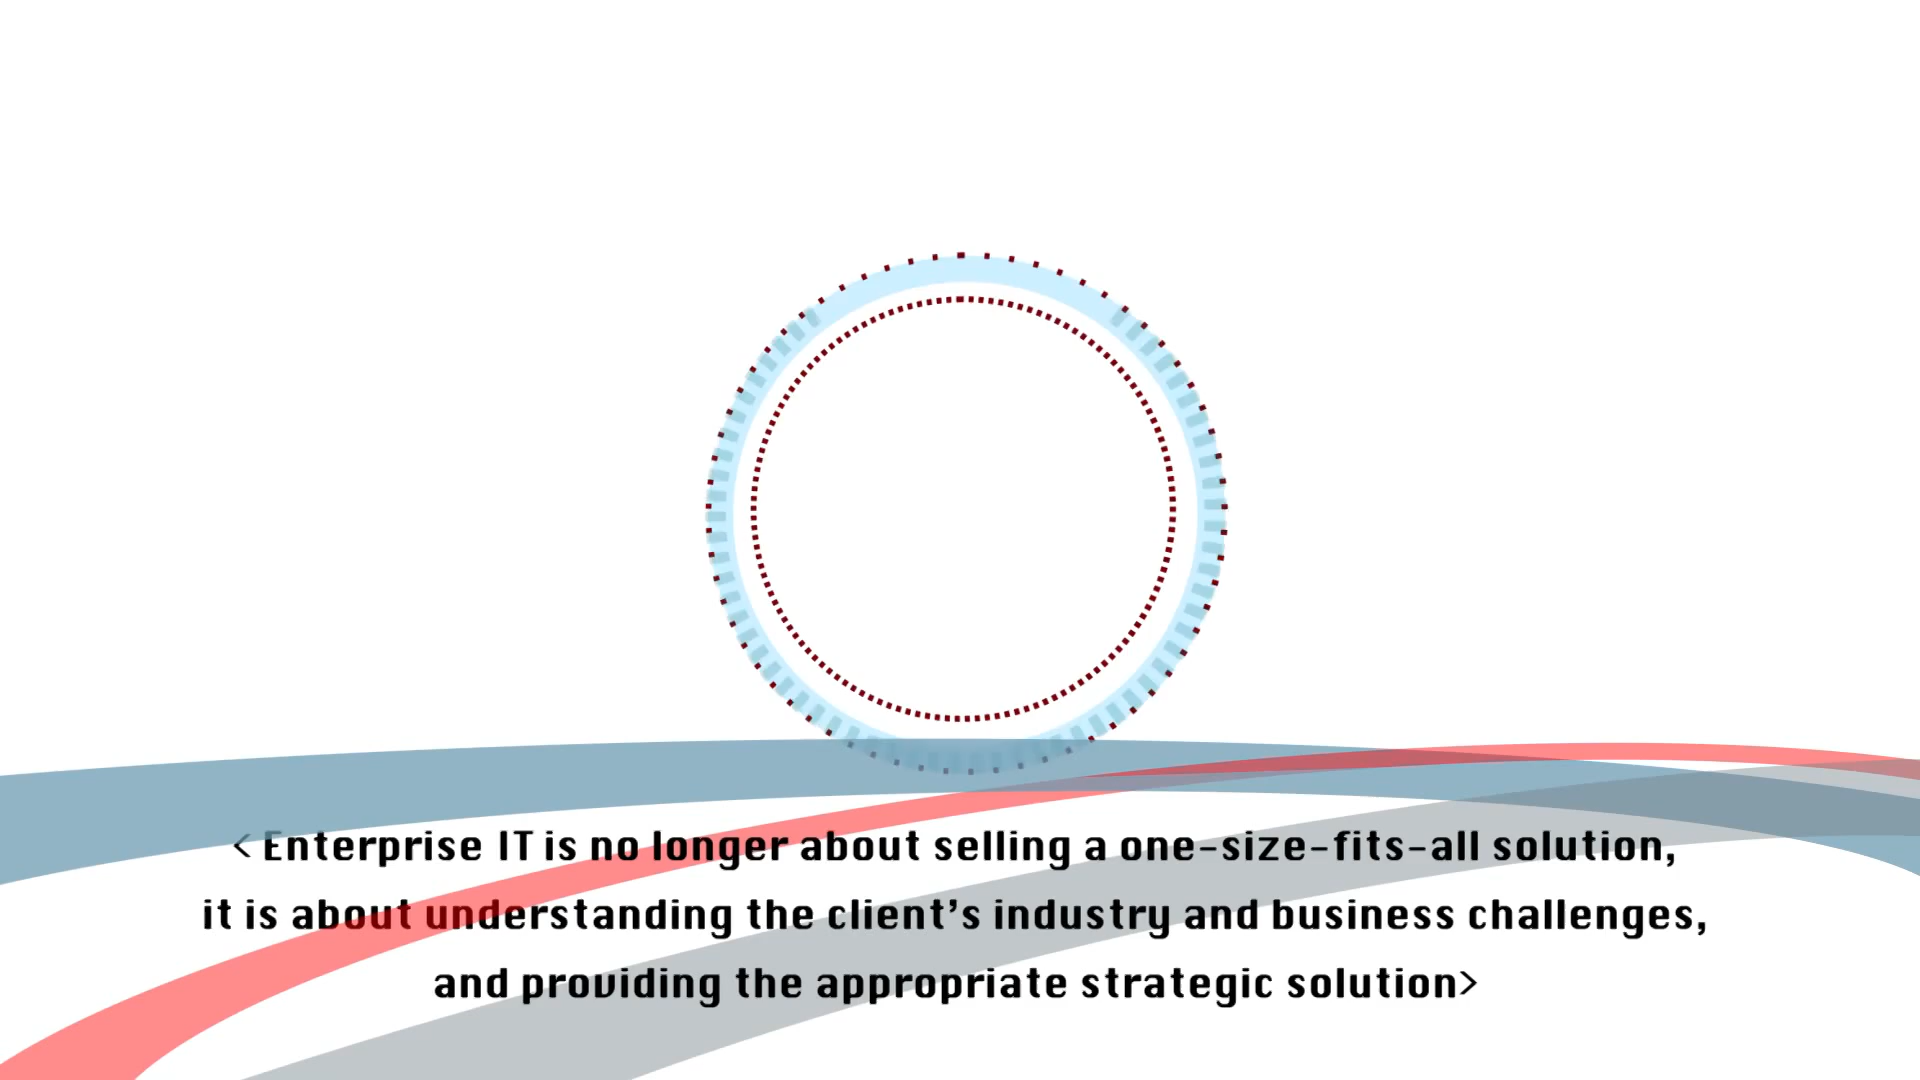 < Enterprise IT is no longer about selling a one-size-fits-all solution,
it is about understanding the client’s industry and business challenges,
and providing the appropriate strategic solution>